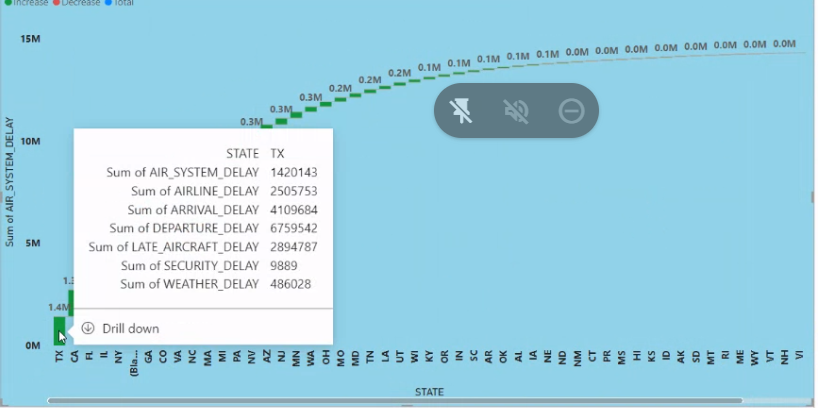 Increase Decrease Total
15M
10M
5M
0M
Sum of AIR_SYSTEM_DELAY
1.4M
0.3M
0.3M
0.3M
0.2M
0.2M
0.2M
0.1M
0.1M
0.1M
0.1M
0.1M
0.0M
0.0M
0.0M
0.0M
0.0M
0.0M
0.0M
0.0M
STATE TX
Sum of AIR_SYSTEM_DELAY 1420143
Sum of AIRLINE_DELAY 2505753
Sum of ARRIVAL_DELAY 4109684
Sum of DEPARTURE_DELAY 6759542
Sum of LATE_AIRCRAFT_DELAY 2894787
Sum of SECURITY_DELAY 9889
Sum of WEATHER_DELAY 486028
Drill down
TX CA FL IL NY (Bla... GA CO VA NC MA MI PA NV AZ NJ MN WA OH MO MD TN LA UT WI KY OR IN SC AR OK AL IA NE ND NM CT PR MS HI KS ID AK SD MT RI ME WY VT NH VI
STATE